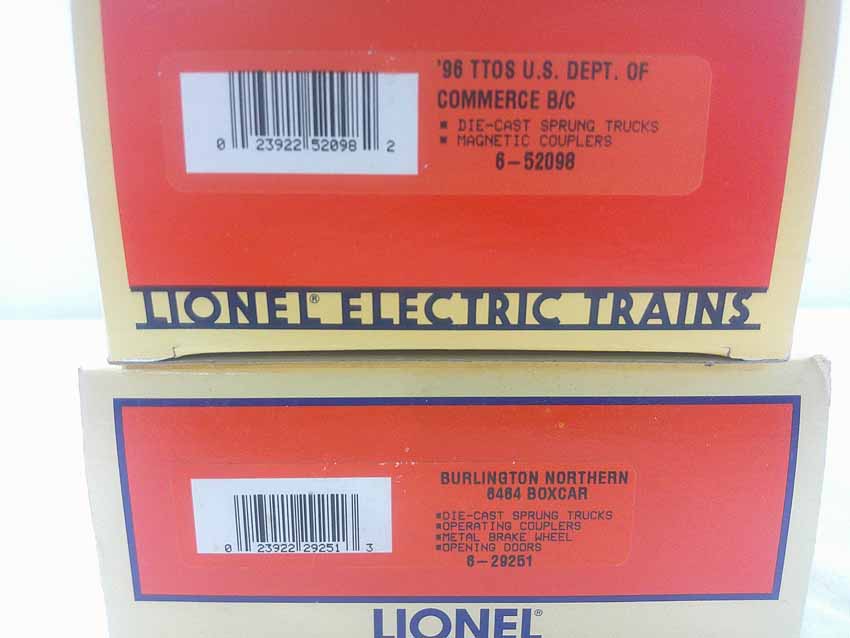 '96 TTOS U.S. DEPT. OF
COMMERCE B/C
■ DIE-CAST SPRUNG TRUCKS
■ MAGNETIC COUPLERS
6-52098
0 23922 52098 2
LIONEL® ELECTRIC TRAINS
BURLINGTON NORTHERN
6464 BOXCAR
■DIE-CAST SPRUNG TRUCKS
■OPERATING COUPLERS
■METAL BRAKE WHEEL
■OPENING DOORS
6-29251
0 23922 29251 3
LIONEL®